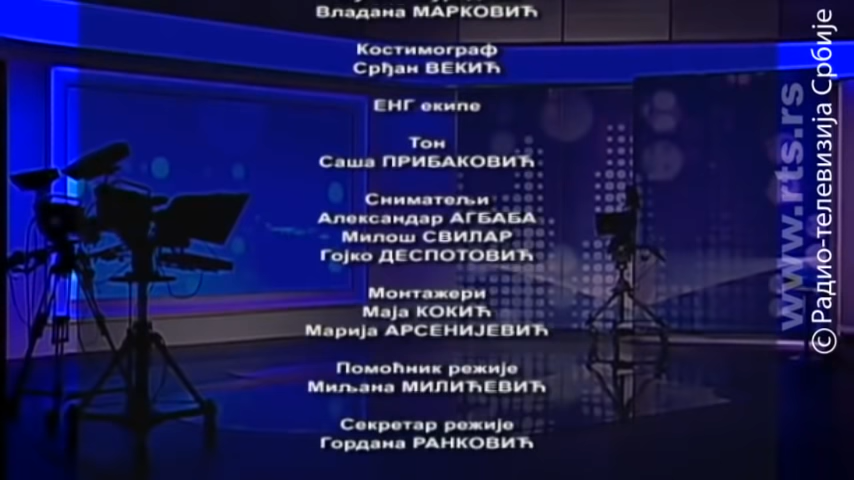 Владана МАРКОВИЋ
Костимограф
Срђан ВЕКИЋ
ЕНГ екипе
Тон
Саша ПРИБАКОВИЋ
Сниматељи
Александар АГБАБА
Милош СВИЛАР
Гојко ДЕСПОТОВИЋ
Монтажери
Маја КОКИЋ
Марија АРСЕНИЈЕВИЋ
Помоћник режије
Миљана МИЛИЋЕВИЋ
Секретар режије
Гордана РАНКОВИЋ
www.rts.rs
© Радио-телевизија Србије